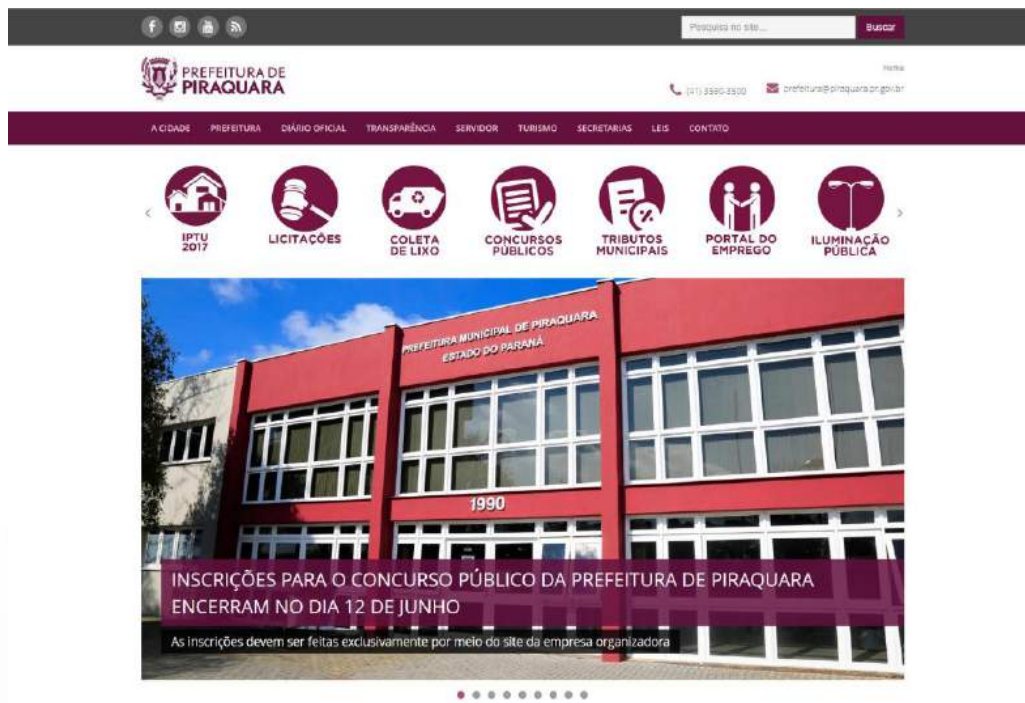 Pesquisa no site...
Buscar
PREFEITURA DE
PIRAQUARA
Home
(41) 3590-3500
prefeitura@piraquara.pr.gov.br
A CIDADE PREFEITURA DIÁRIO OFICIAL TRANSPARÊNCIA SERVIDOR TURISMO SECRETARIAS LEIS CONTATO
IPTU
2017
LICITAÇÕES
COLETA
DE LIXO
CONCURSOS
PÚBLICOS
TRIBUTOS
MUNICIPAIS
PORTAL DO
EMPREGO
ILUMINAÇÃO
PÚBLICA
PREFEITURA MUNICIPAL DE PIRAQUARA
ESTADO DO PARANÁ
1990
INSCRIÇÕES PARA O CONCURSO PÚBLICO DA PREFEITURA DE PIRAQUARA
ENCERRAM NO DIA 12 DE JUNHO
As inscrições devem ser feitas exclusivamente por meio do site da empresa organizadora